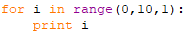 for i in range(0,10,1):
    print i